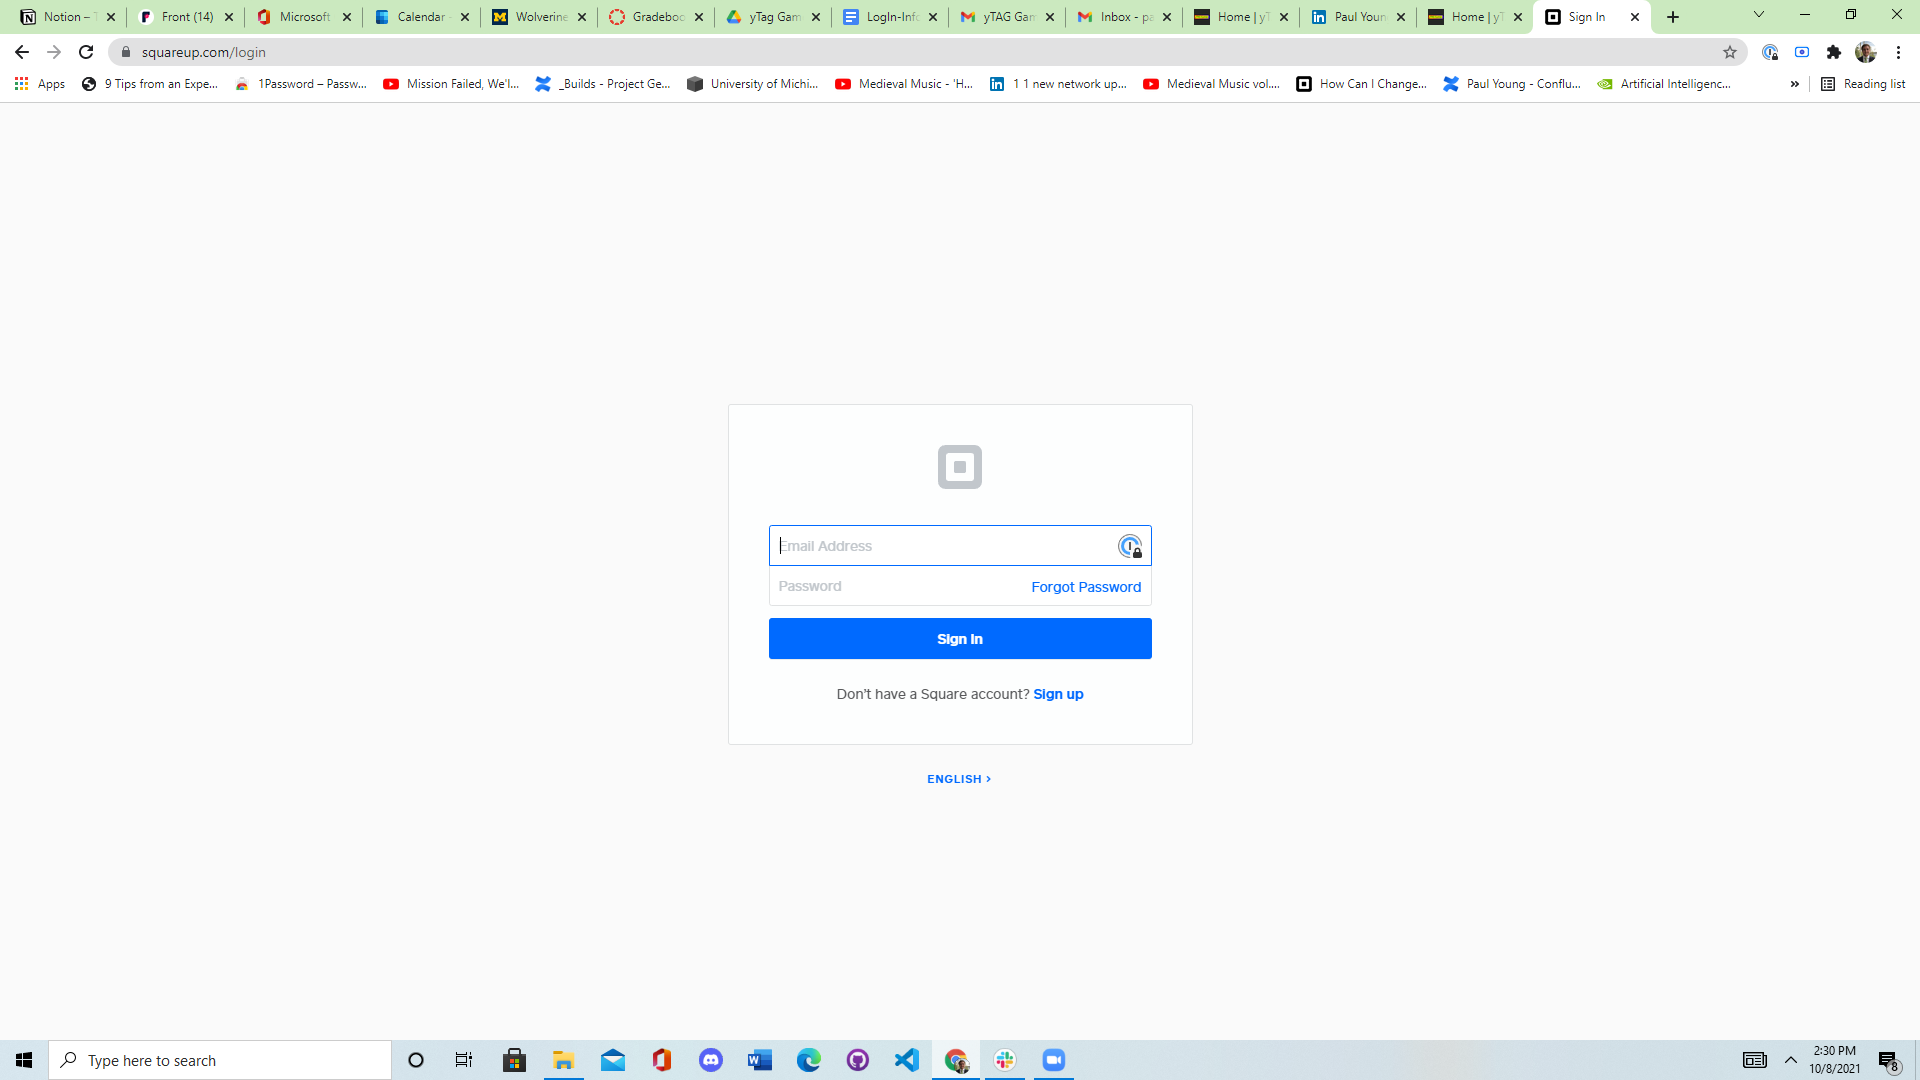 Notion – T
Front (14)
Microsoft
Calendar -
Wolverine
Gradeboo
yTag Gam
LogIn-Info
yTAG Gam
Inbox - pa
Home | yT
Paul Youn
Home | yT
Sign In
squareup.com/login
Apps
9 Tips from an Expe...
1Password – Passw...
Mission Failed, We'l...
_Builds - Project Ge...
University of Michi...
Medieval Music - 'H...
1 1 new network up...
Medieval Music vol....
How Can I Change...
Paul Young - Conflu...
Artificial Intelligenc...
»
Reading list
Email Address
Password
Forgot Password
Sign In
Don't have a Square account? Sign up
ENGLISH >
Type here to search
2:30 PM
10/8/2021
8